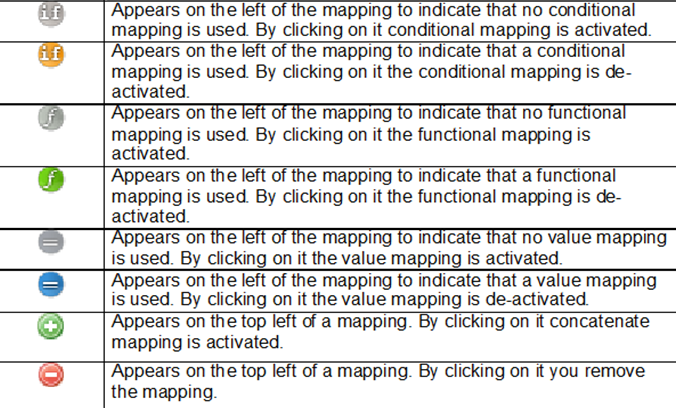 if
Appears on the left of the mapping to indicate that no conditional
mapping is used. By clicking on it conditional mapping is activated.
if
Appears on the left of the mapping to indicate that a conditional
mapping is used. By clicking on it the conditional mapping is de-
activated.
f
Appears on the left of the mapping to indicate that no functional
mapping is used. By clicking on it the functional mapping is
activated.
f
Appears on the left of the mapping to indicate that a functional
mapping is used. By clicking on it the functional mapping is de-
activated.
=
Appears on the left of the mapping to indicate that no value mapping
is used. By clicking on it the value mapping is activated.
=
Appears on the left of the mapping to indicate that a value mapping
is used. By clicking on it the value mapping is de-activated.
Appears on the top left of a mapping. By clicking on it concatenate
mapping is activated.
Appears on the top left of a mapping. By clicking on it you remove
the mapping.